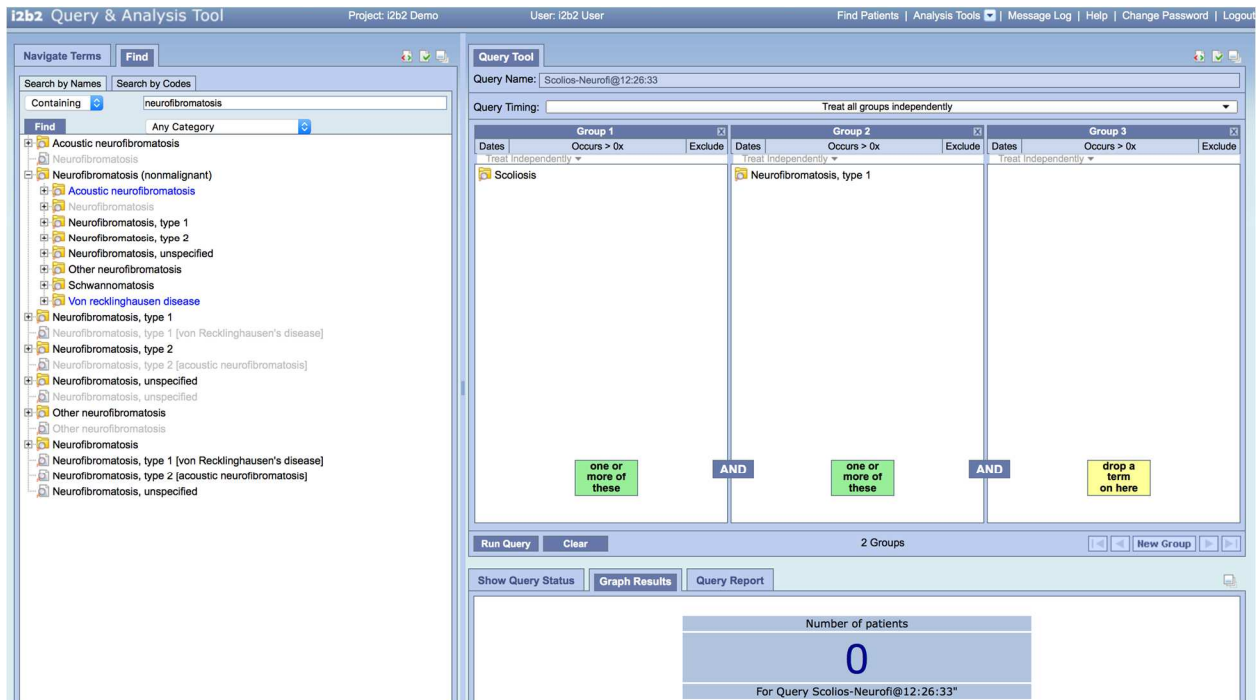 i2b2 Query & Analysis Tool Project: i2b2 Demo User: i2b2 User Find Patients | Analysis Tools | Message Log | Help | Change Password | Logout
Navigate Terms Find
Search by Names Search by Codes
Containing neurofibromatosis
Find Any Category
Acoustic neurofibromatosis
Neurofibromatosis
Neurofibromatosis (nonmalignant)
Acoustic neurofibromatosis
Neurofibromatosis
Neurofibromatosis, type 1
Neurofibromatosis, type 2
Neurofibromatosis, unspecified
Other neurofibromatosis
Schwannomatosis
Von recklinghausen disease
Neurofibromatosis, type 1
Neurofibromatosis, type 1 [von Recklinghausen's disease]
Neurofibromatosis, type 2
Neurofibromatosis, type 2 [acoustic neurofibromatosis]
Neurofibromatosis, unspecified
Neurofibromatosis, unspecified
Other neurofibromatosis
Other neurofibromatosis
Neurofibromatosis
Neurofibromatosis, type 1 [von Recklinghausen's disease]
Neurofibromatosis, type 2 [acoustic neurofibromatosis]
Neurofibromatosis, unspecified
Query Tool
Query Name: Scolios-Neurofi@12:26:33
Query Timing: Treat all groups independently
Group 1 Group 2 Group 3
Dates Occurs > 0x Exclude Dates Occurs > 0x Exclude Dates Occurs > 0x Exclude
Treat Independently Treat Independently Treat Independently
Scoliosis Neurofibromatosis, type 1
one or more of these
AND
one or more of these
AND
drop a term on here
Run Query Clear 2 Groups New Group
Show Query Status Graph Results Query Report
Number of patients
0
For Query Scolios-Neurofi@12:26:33"